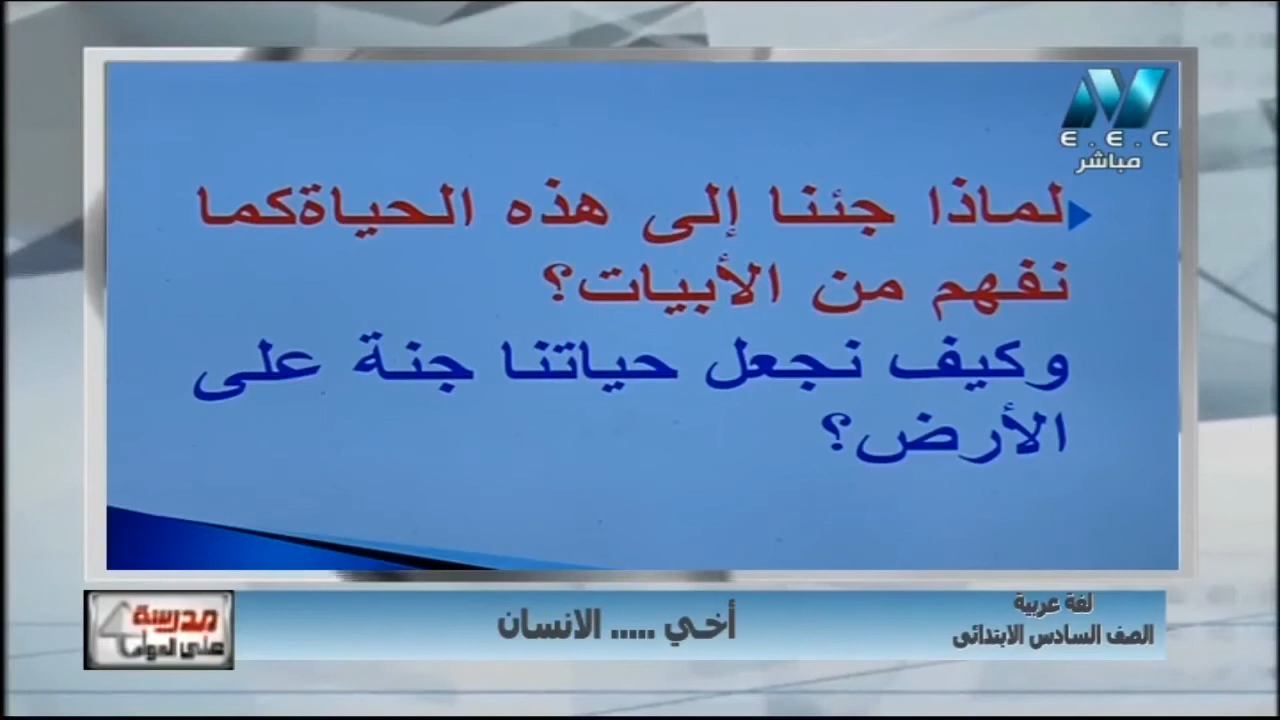 E.E.C
مباشر
لماذا جئنا إلى هذه الحياةكما
نفهم من الأبيات؟
وكيف نجعل حياتنا جنة على
الأرض؟
لغة عربية
الصف السادس الابتدائى
أخي ..... الانسان
مدرسة
على الهواء